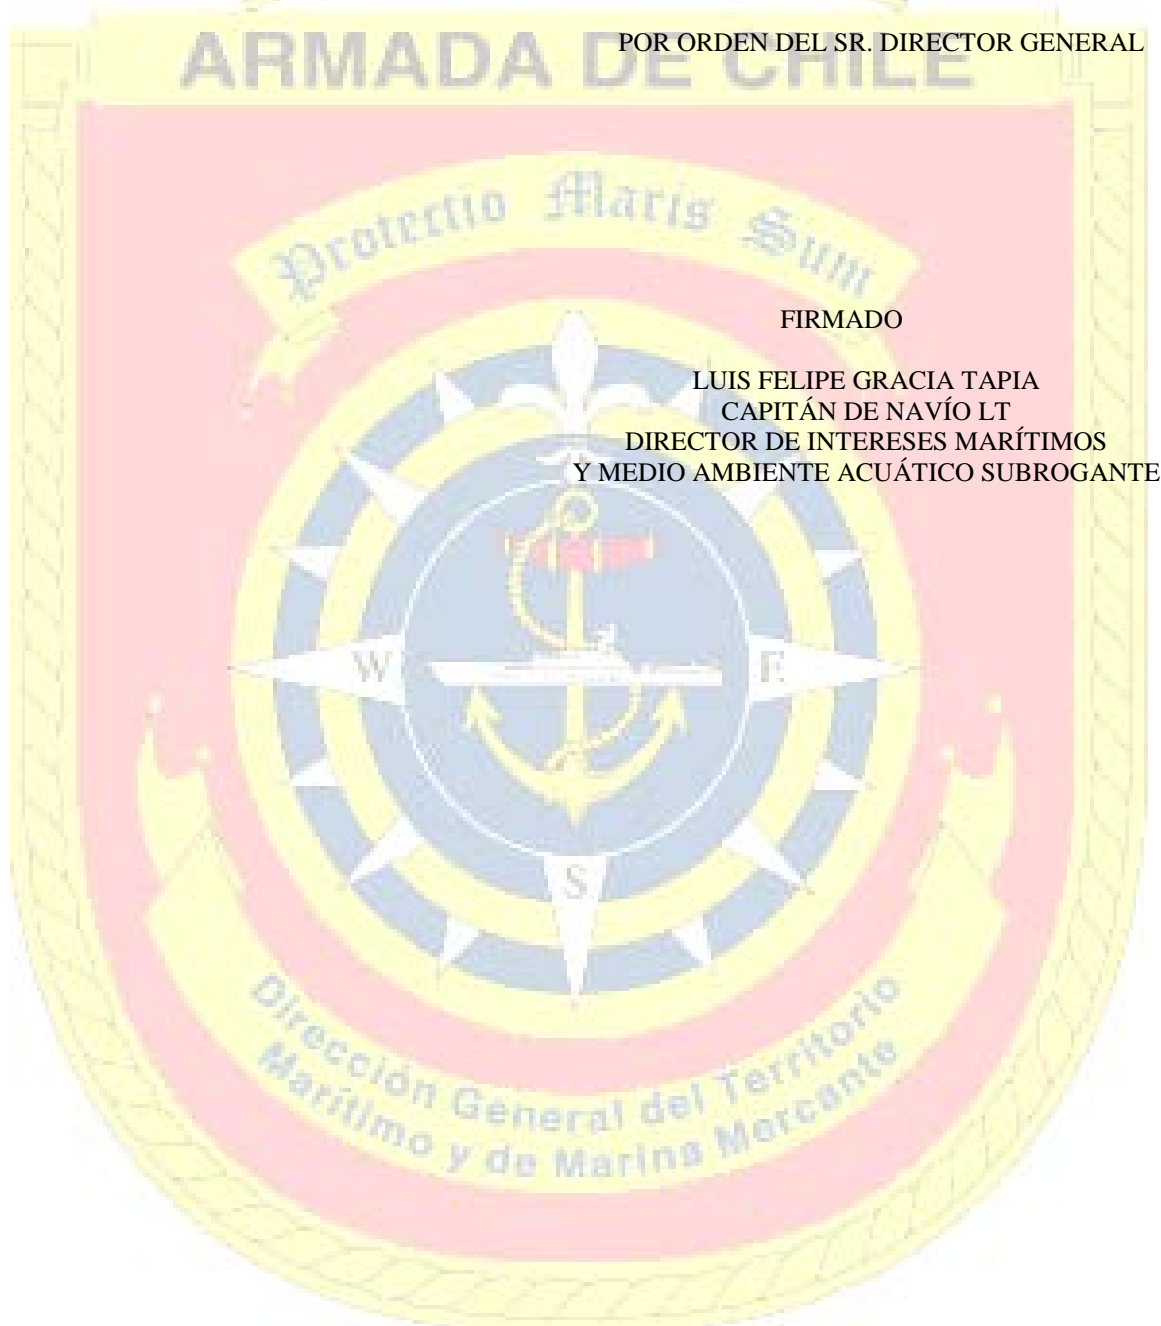 ARMADA DE CHILE
POR ORDEN DEL SR. DIRECTOR GENERAL
Protectio Maris Sum
FIRMADO
LUIS FELIPE GRACIA TAPIA
CAPITÁN DE NAVÍO LT
DIRECTOR DE INTERESES MARÍTIMOS
Y MEDIO AMBIENTE ACUÁTICO SUBROGANTE
W
E
S
Dirección General del Territorio
Marítimo y de Marina Mercante